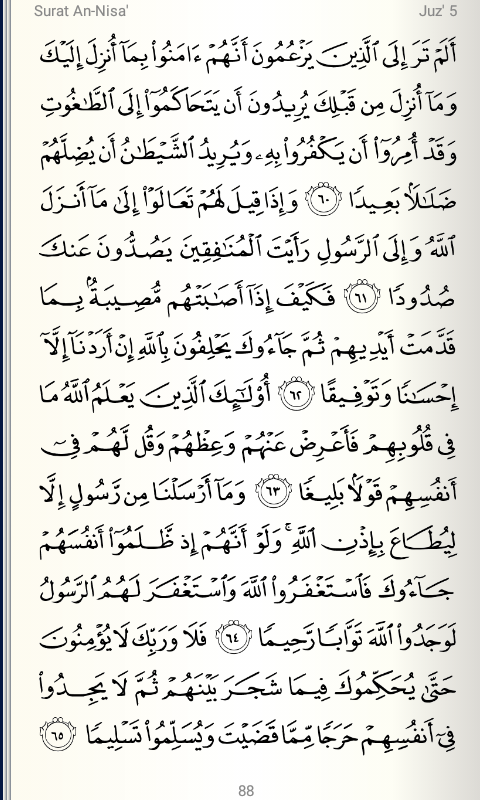 Surat An-Nisa' Juz' 5
أَلَمْ تَرَ إِلَى ٱلَّذِينَ يَزْعُمُونَ أَنَّهُمْ ءَامَنُوا۟ بِمَآ أُنزِلَ إِلَيْكَ
وَمَآ أُنزِلَ مِن قَبْلِكَ يُرِيدُونَ أَن يَتَحَاكَمُوٓا۟ إِلَى ٱلطَّٰغُوتِ
وَقَدْ أُمِرُوٓا۟ أَن يَكْفُرُوا۟ بِهِۦ وَيُرِيدُ ٱلشَّيْطَٰنُ أَن يُضِلَّهُمْ
ضَلَٰلًۢا بَعِيدًا ٦٠ وَإِذَا قِيلَ لَهُمْ تَعَالَوْا۟ إِلَىٰ مَآ أَنزَلَ
ٱللَّهُ وَإِلَى ٱلرَّسُولِ رَأَيْتَ ٱلْمُنَٰفِقِينَ يَصُدُّونَ عَنكَ
صُدُودًا ٦١ فَكَيْفَ إِذَآ أَصَٰبَتْهُم مُّصِيبَةٌۢ بِمَا
قَدَّمَتْ أَيْدِيهِمْ ثُمَّ جَآءُوكَ يَحْلِفُونَ بِٱللَّهِ إِنْ أَرَدْنَآ إِلَّآ
إِحْسَٰنًا وَتَوْفِيقًا ٦٢ أُو۟لَٰٓئِكَ ٱلَّذِينَ يَعْلَمُ ٱللَّهُ مَا
فِى قُلُوبِهِمْ فَأَعْرِضْ عَنْهُمْ وَعِظْهُمْ وَقُل لَّهُمْ فِىٓ
أَنفُسِهِمْ قَوْلًۢا بَلِيغًا ٦٣ وَمَآ أَرْسَلْنَا مِن رَّسُولٍ إِلَّا
لِيُطَاعَ بِإِذْنِ ٱللَّهِ ۚ وَلَوْ أَنَّهُمْ إِذ ظَّلَمُوٓا۟ أَنفُسَهُمْ
جَآءُوكَ فَٱسْتَغْفَرُوا۟ ٱللَّهَ وَٱسْتَغْفَرَ لَهُمُ ٱلرَّسُولُ
لَوَجَدُوا۟ ٱللَّهَ تَوَّابًا رَّحِيمًا ٦٤ فَلَا وَرَبِّكَ لَا يُؤْمِنُونَ
حَتَّىٰ يُحَكِّمُوكَ فِيمَا شَجَرَ بَيْنَهُمْ ثُمَّ لَا يَجِدُوا۟
فِىٓ أَنفُسِهِمْ حَرَجًا مِّمَّا قَضَيْتَ وَيُسَلِّمُوا۟ تَسْلِيمًا ٦٥
88